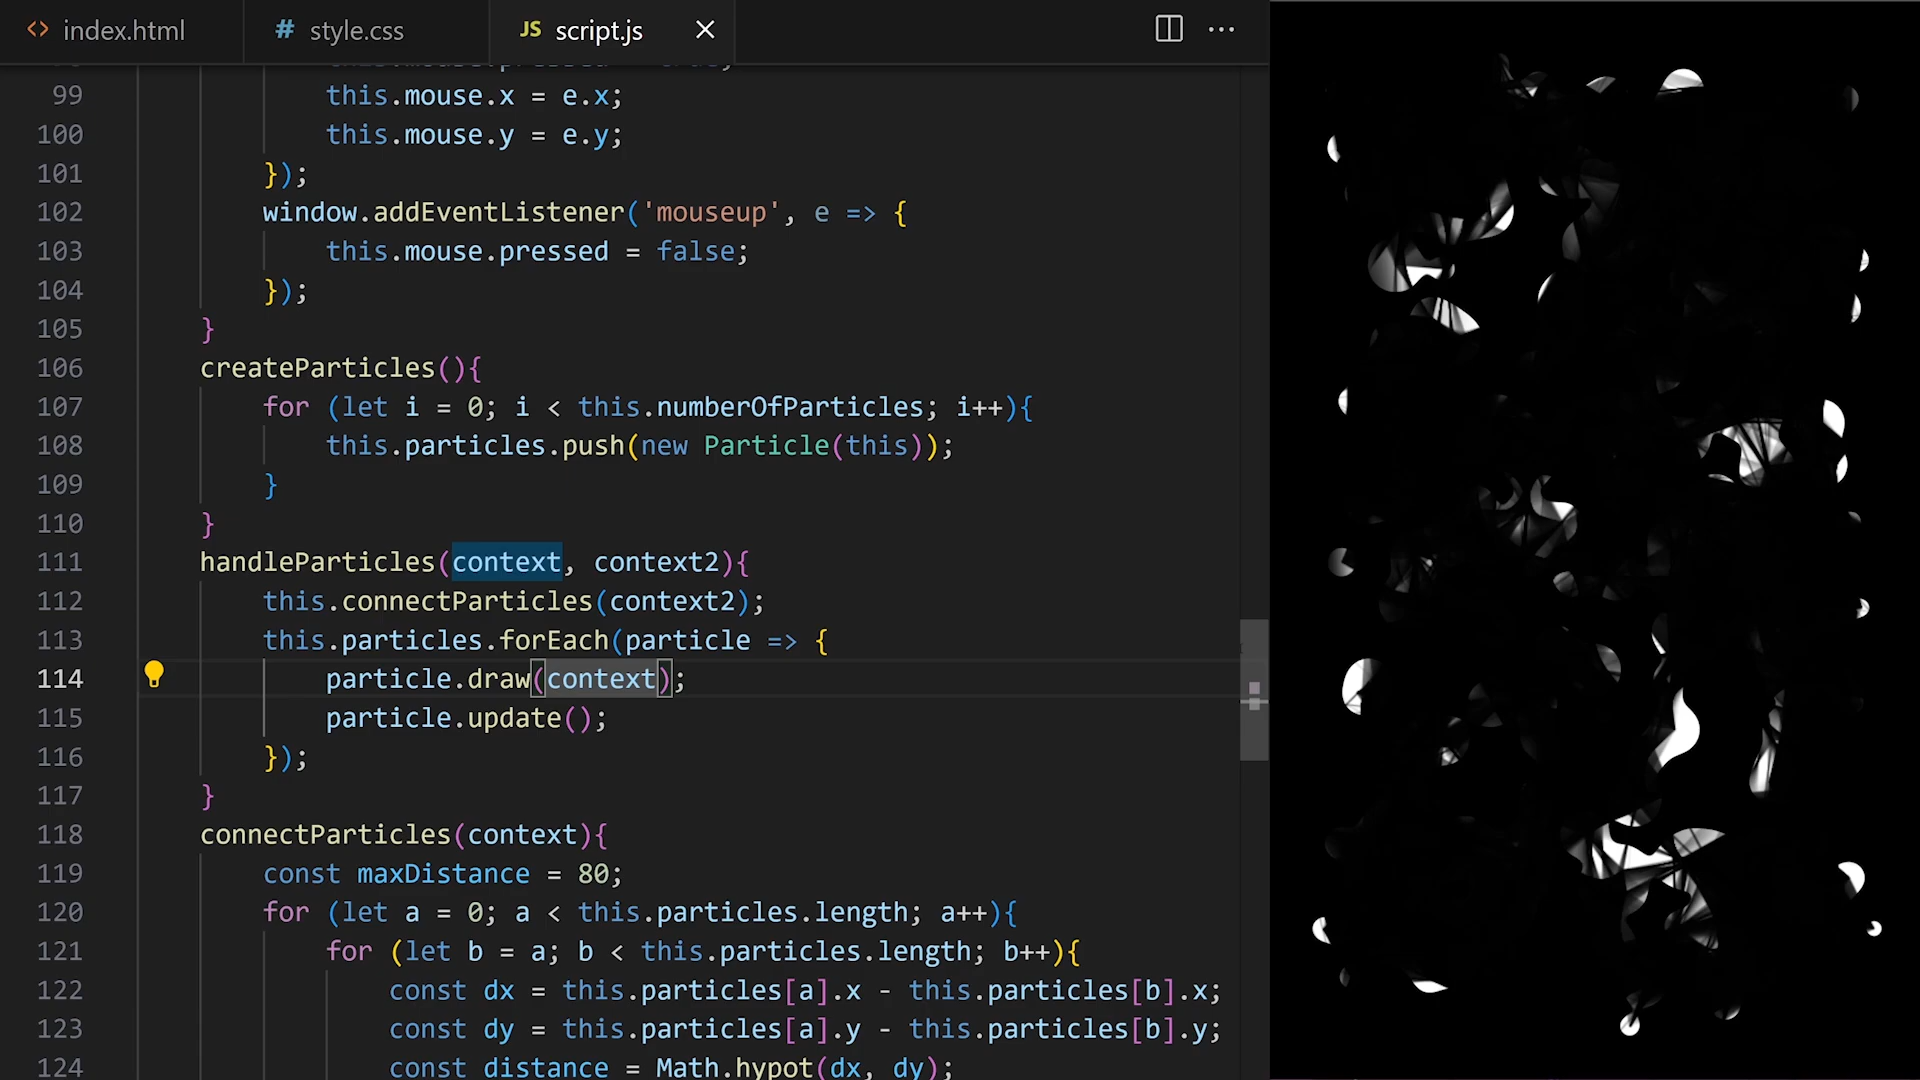 index.html
style.css
JS script.js
99 this.mouse.x = e.x;
100 this.mouse.y = e.y;
101 });
102 window.addEventListener('mouseup', e => {
103 this.mouse.pressed = false;
104 });
105 }
106 createParticles(){
107 for (let i = 0; i < this.numberOfParticles; i++){
108 this.particles.push(new Particle(this));
109 }
110 }
111 handleParticles(context, context2){
112 this.connectParticles(context2);
113 this.particles.forEach(particle => {
114 particle.draw(context);
115 particle.update();
116 });
117 }
118 connectParticles(context){
119 const maxDistance = 80;
120 for (let a = 0; a < this.particles.length; a++){
121 for (let b = a; b < this.particles.length; b++){
122 const dx = this.particles[a].x - this.particles[b].x;
123 const dy = this.particles[a].y - this.particles[b].y;
124 const distance = Math.hypot(dx, dy);